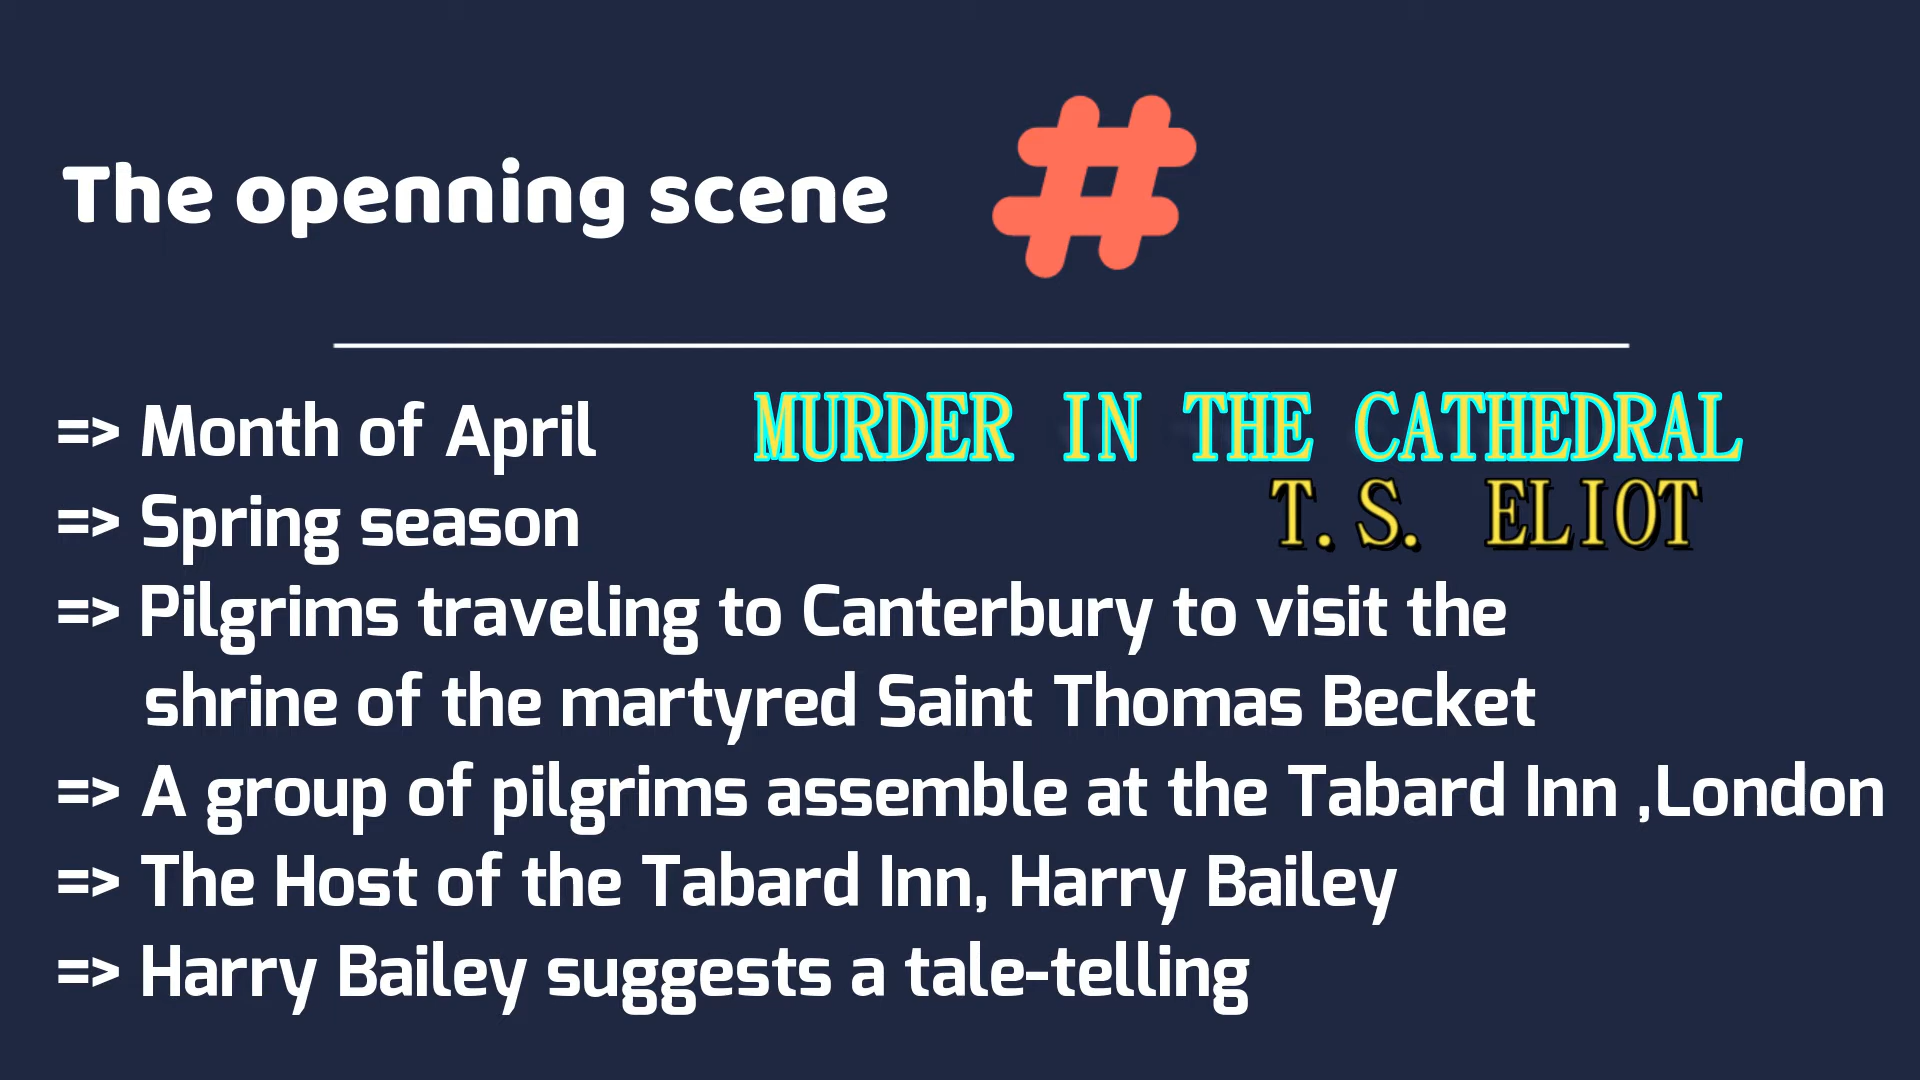 The openning scene
#
=> Month of April
MURDER IN THE CATHEDRAL
=> Spring season
T.S. ELIOT
=> Pilgrims traveling to Canterbury to visit the
shrine of the martyred Saint Thomas Becket
=> A group of pilgrims assemble at the Tabard Inn ,London
=> The Host of the Tabard Inn, Harry Bailey
=> Harry Bailey suggests a tale-telling